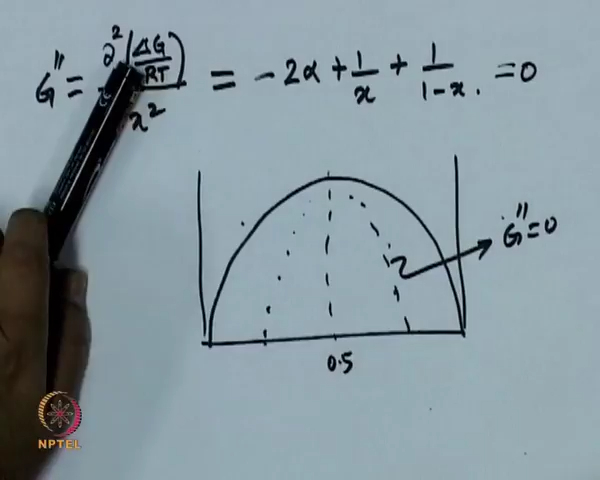 G'' = ∂²(ΔG/RT)/x² = -2α + 1/x + 1/1-x. = 0
G'' = 0
0.5
NPTEL